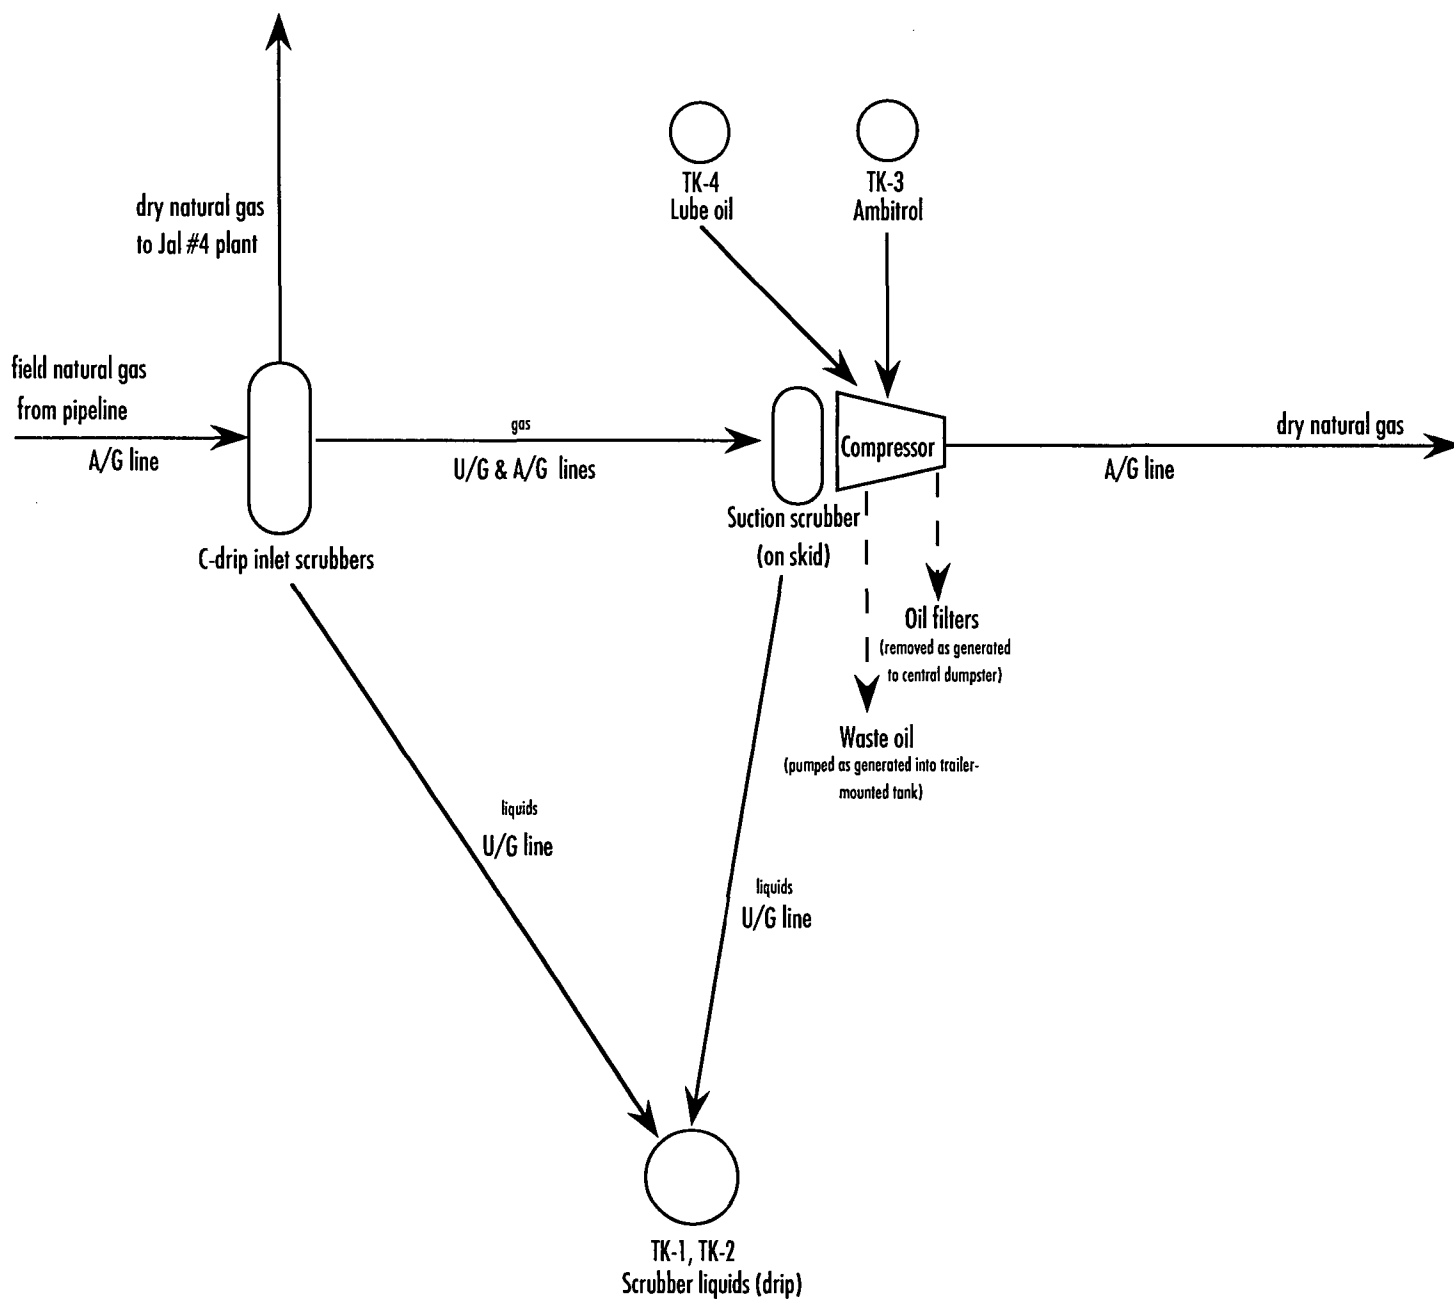 TK-4
Lube oil
TK-3
Ambitrol
dry natural gas
to Jal #4 plant
field natural gas
from pipeline
A/G line
gas
U/G & A/G lines
Compressor
dry natural gas
A/G line
Suction scrubber
(on skid)
C-drip inlet scrubbers
Oil filters
(removed as generated
to central dumpster)
Waste oil
(pumped as generated into trailer-
mounted tank)
liquids
U/G line
liquids
U/G line
TK-1, TK-2
Scrubber liquids (drip)